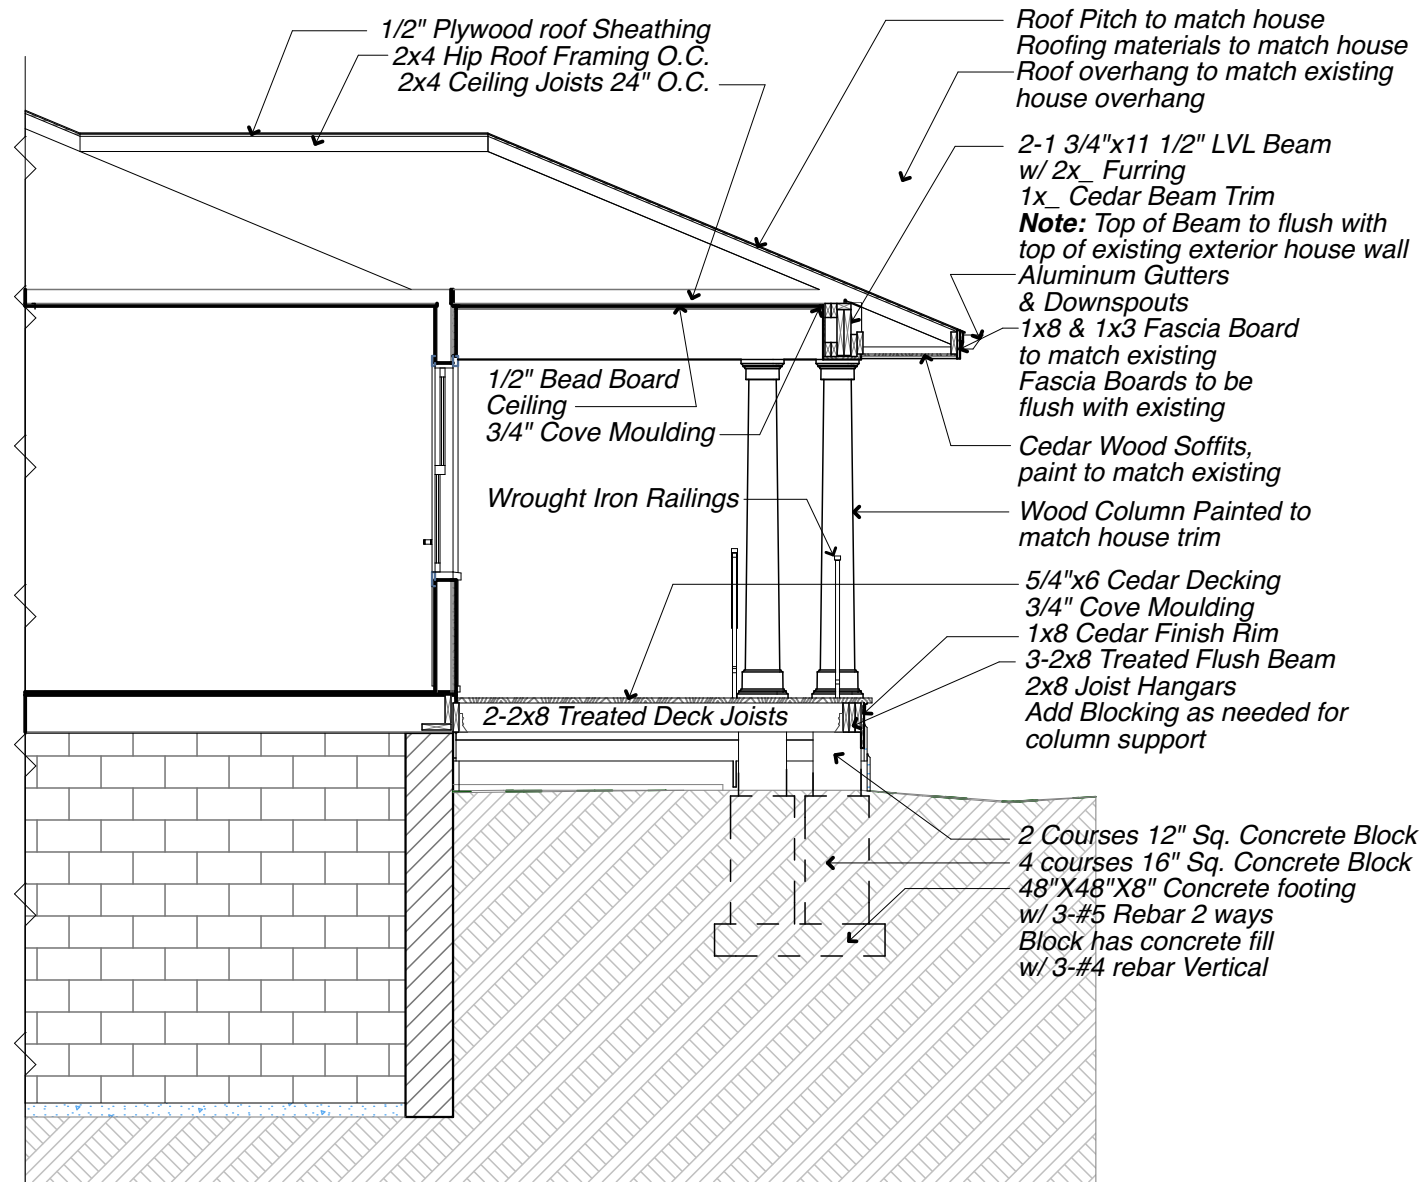 1/2" Plywood roof Sheathing
2x4 Hip Roof Framing O.C.
2x4 Ceiling Joists 24" O.C.
Roof Pitch to match house
Roofing materials to match house
Roof overhang to match existing
house overhang
2-1 3/4"x11 1/2" LVL Beam
w/ 2x_ Furring
1x_ Cedar Beam Trim
Note: Top of Beam to flush with
top of existing exterior house wall
Aluminum Gutters
& Downspouts
1x8 & 1x3 Fascia Board
to match existing
Fascia Boards to be
flush with existing
1/2" Bead Board
Ceiling
3/4" Cove Moulding
Cedar Wood Soffits,
paint to match existing
Wrought Iron Railings
Wood Column Painted to
match house trim
5/4"x6 Cedar Decking
3/4" Cove Moulding
1x8 Cedar Finish Rim
3-2x8 Treated Flush Beam
2x8 Joist Hangars
Add Blocking as needed for
column support
2-2x8 Treated Deck Joists
2 Courses 12" Sq. Concrete Block
4 courses 16" Sq. Concrete Block
48"X48"X8" Concrete footing
w/ 3-#5 Rebar 2 ways
Block has concrete fill
w/ 3-#4 rebar Vertical